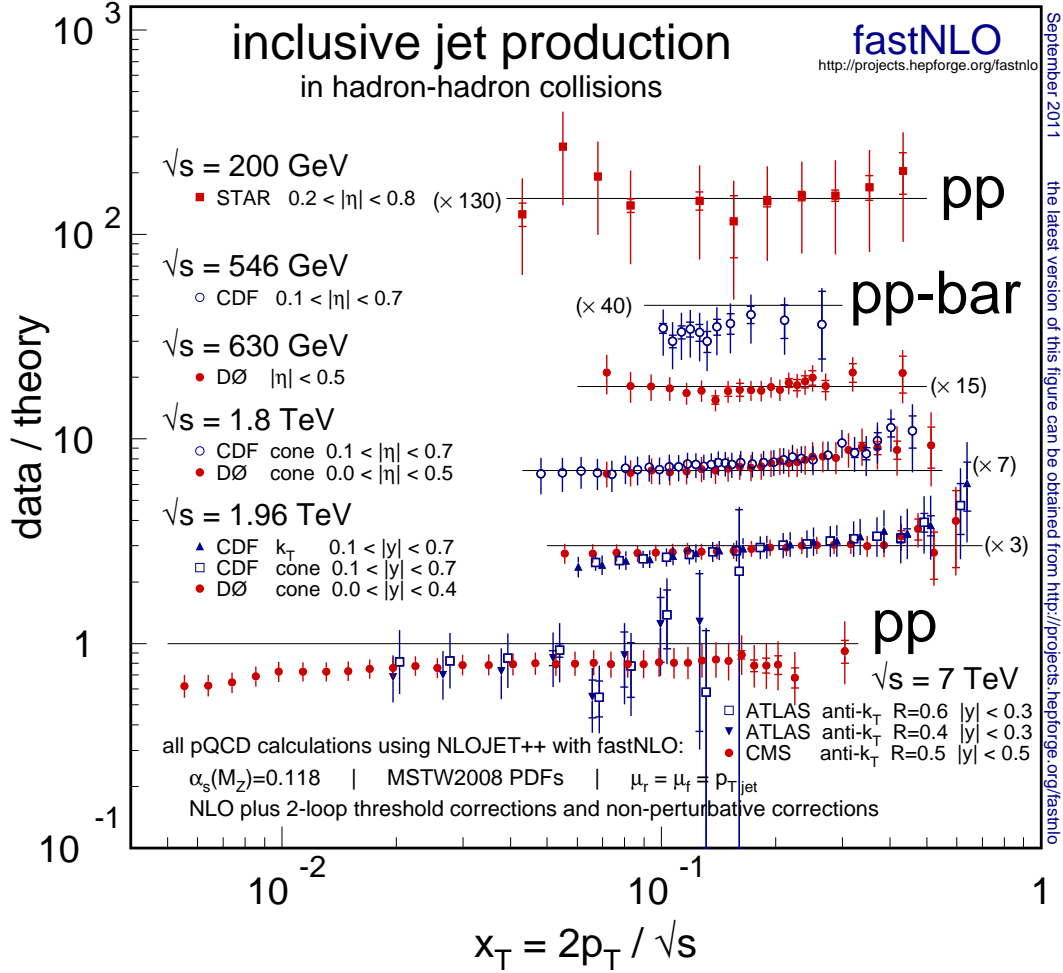 inclusive jet production
in hadron-hadron collisions
fastNLO
http://projects.hepforge.org/fastnlo
√s = 200 GeV
STAR 0.2 < |η| < 0.8
(× 130)
pp
√s = 546 GeV
CDF 0.1 < |η| < 0.7
(× 40)
pp-bar
√s = 630 GeV
DØ |η| < 0.5
(× 15)
√s = 1.8 TeV
CDF cone 0.1 < |η| < 0.7
DØ cone 0.0 < |η| < 0.5
(× 7)
√s = 1.96 TeV
CDF k_T 0.1 < |y| < 0.7
CDF cone 0.1 < |y| < 0.7
DØ cone 0.0 < |y| < 0.4
(× 3)
pp
√s = 7 TeV
ATLAS anti-k_T R=0.6 |y| < 0.3
ATLAS anti-k_T R=0.4 |y| < 0.3
CMS anti-k_T R=0.5 |y| < 0.5
all pQCD calculations using NLOJET++ with fastNLO:
α_s(M_Z)=0.118 | MSTW2008 PDFs | μ_r = μ_f = p_T jet
NLO plus 2-loop threshold corrections and non-perturbative corrections
data / theory
10^3
10^2
10
1
10^-1
10^-2
10^-1
1
x_T = 2p_T / √s
September 2011 the latest version of this figure can be obtained from http://projects.hepforge.org/fastnlo